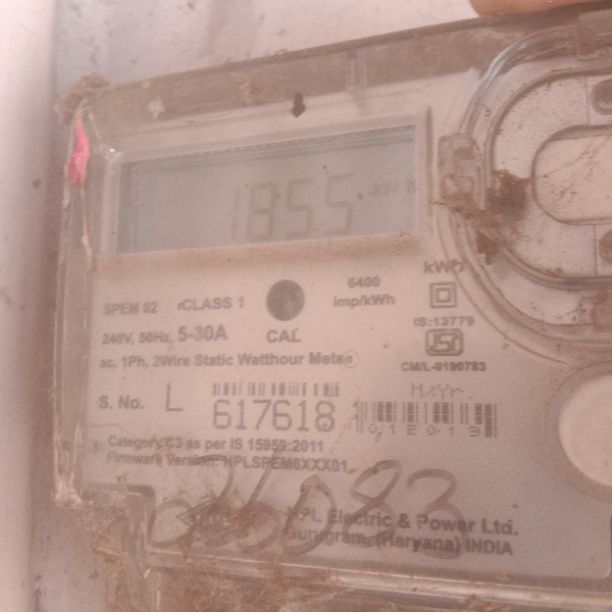 1855
kWh
SPEM 02 CLASS 1
6400
imp/kWh
240V, 50Hz, 5-30A
CAL
IS:13779
ac, 1Ph, 2Wire Static Watthour Meter
CM/L-9190783
S. No. L 617618
M/Yr.
012019
Category C3 as per IS 15959:2011
Firmware Version: HPLSPEM6XXX01
HPL Electric & Power Ltd.
Gurugram, (Haryana) INDIA